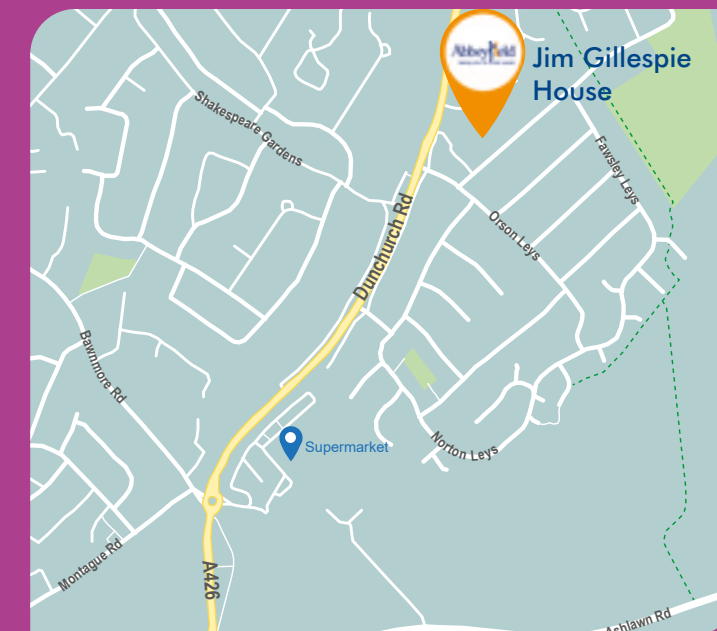 Abbeyfield
Jim Gillespie
House
Shakespeare Gardens
Fawsley Leys
Dunchurch Rd
Orson Leys
Bawnmore Rd
Supermarket
Norton Leys
Montague Rd
A426
Ashlawn Rd